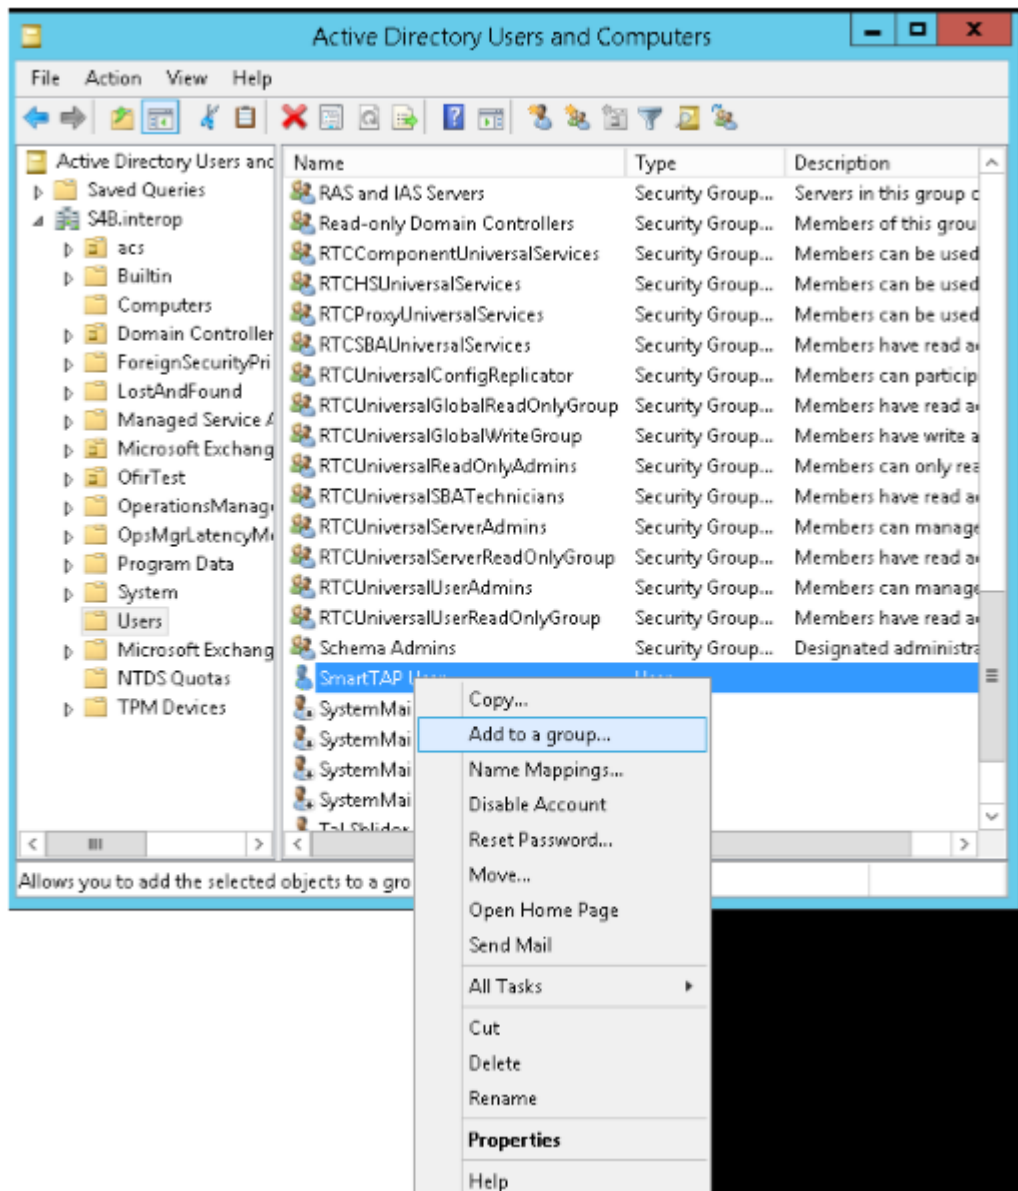 Active Directory Users and Computers
File Action View Help
Active Directory Users and
Saved Queries
S4B.interop
acs
Builtin
Computers
Domain Controller
ForeignSecurityPri
LostAndFound
Managed Service A
Microsoft Exchang
OfirTest
OperationsManag
OpsMgrLatencyM
Program Data
System
Users
Microsoft Exchang
NTDS Quotas
TPM Devices
Name Type Description
RAS and IAS Servers Security Group... Servers in this group c
Read-only Domain Controllers Security Group... Members of this grou
RTCComponentUniversalServices Security Group... Members can be used
RTCHSUniversalServices Security Group... Members can be used
RTCProxyUniversalServices Security Group... Members can be used
RTCSBAUniversalServices Security Group... Members have read a
RTCUniversalConfigReplicator Security Group... Members can particip
RTCUniversalGlobalReadOnlyGroup Security Group... Members have read a
RTCUniversalGlobalWriteGroup Security Group... Members have write a
RTCUniversalReadOnlyAdmins Security Group... Members can only rea
RTCUniversalSBATechnicians Security Group... Members have read a
RTCUniversalServerAdmins Security Group... Members can manage
RTCUniversalServerReadOnlyGroup Security Group... Members have read a
RTCUniversalUserAdmins Security Group... Members can manage
RTCUniversalUserReadOnlyGroup Security Group... Members have read a
Schema Admins Security Group... Designated administra
SmartTAP User
SystemMai
SystemMai
SystemMai
SystemMai
Copy...
Add to a group...
Name Mappings...
Disable Account
Reset Password...
Move...
Open Home Page
Send Mail
All Tasks
Cut
Delete
Rename
Properties
Help
Allows you to add the selected objects to a gro